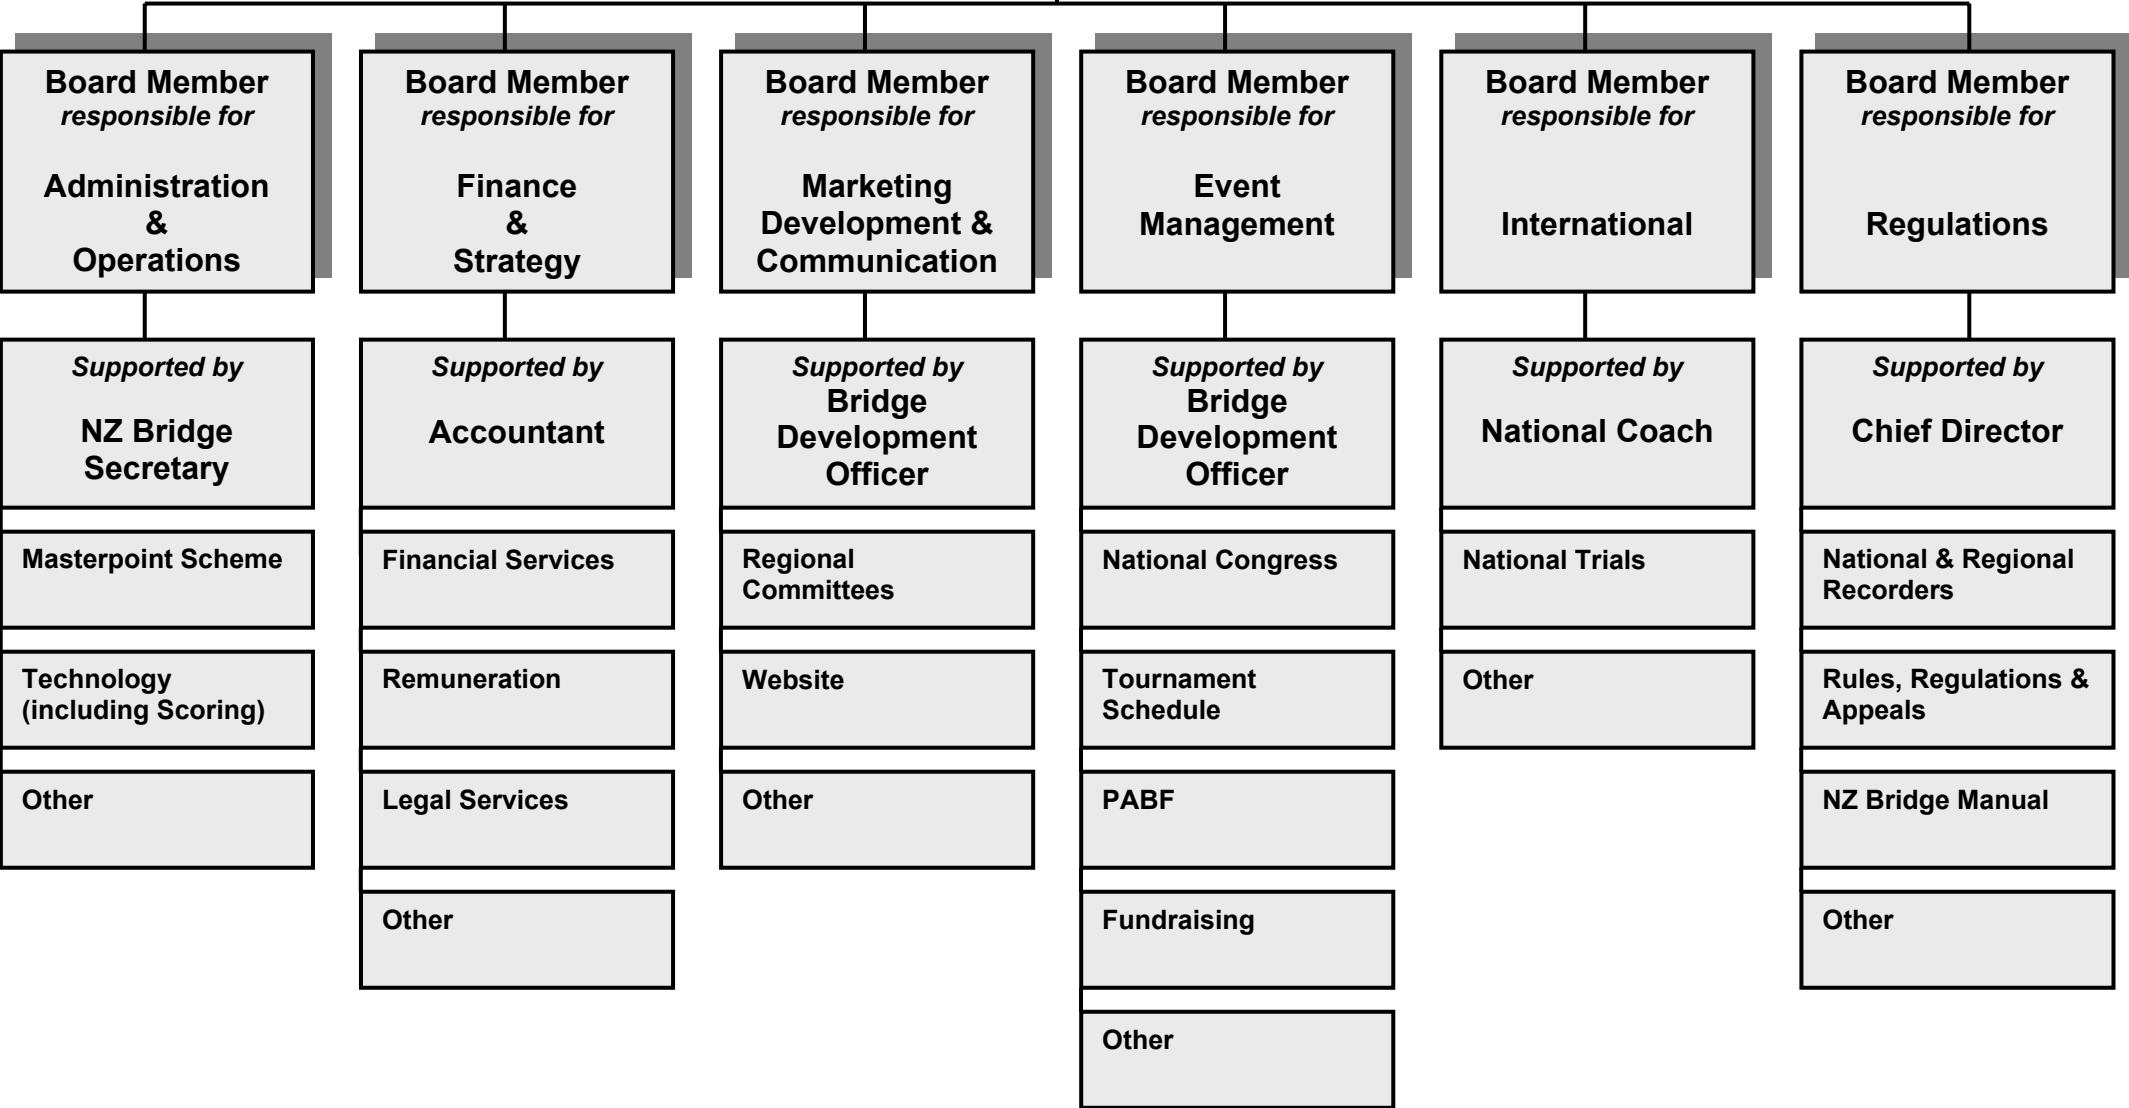 Board Member
responsible for
Administration
&
Operations
Board Member
responsible for
Finance
&
Strategy
Board Member
responsible for
Marketing
Development &
Communication
Board Member
responsible for
Event
Management
Board Member
responsible for
International
Board Member
responsible for
Regulations
Supported by
NZ Bridge
Secretary
Supported by
Accountant
Supported by
Bridge
Development
Officer
Supported by
Bridge
Development
Officer
Supported by
National Coach
Supported by
Chief Director
Masterpoint Scheme
Financial Services
Regional
Committees
National Congress
National Trials
National & Regional
Recorders
Technology
(including Scoring)
Remuneration
Website
Tournament
Schedule
Other
Rules, Regulations &
Appeals
Other
Legal Services
Other
PABF
NZ Bridge Manual
Other
Fundraising
Other
Other